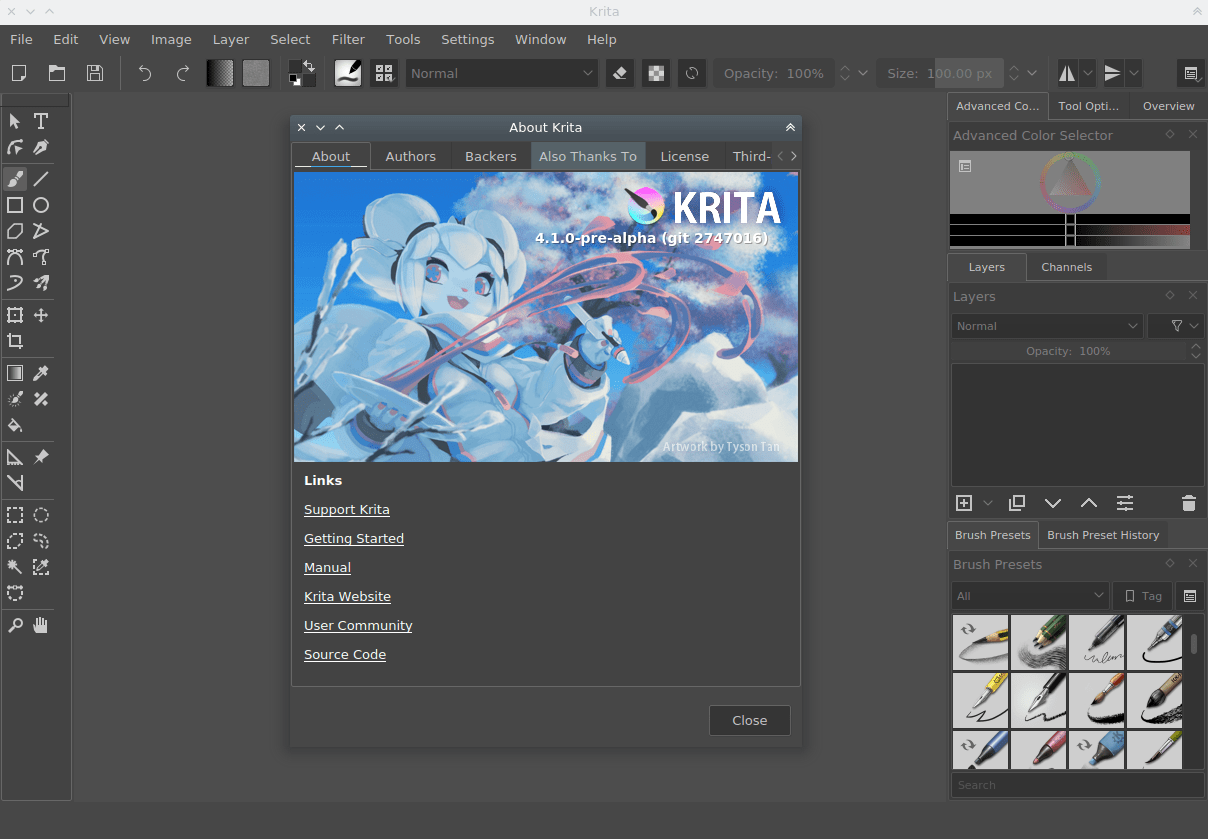 Krita
File Edit View Image Layer Select Filter Tools Settings Window Help
Normal Opacity: 100% Size: 100.00 px
Advanced Co... Tool Opti... Overview
Advanced Color Selector
About Krita
About Authors Backers Also Thanks To License Third-
KRITA
4.1.0-pre-alpha (git 2747016)
Artwork by Tyson Tan
Links
Support Krita
Getting Started
Manual
Krita Website
User Community
Source Code
Close
Layers Channels
Layers
Normal
Opacity: 100%
Brush Presets Brush Preset History
Brush Presets
All Tag
Search